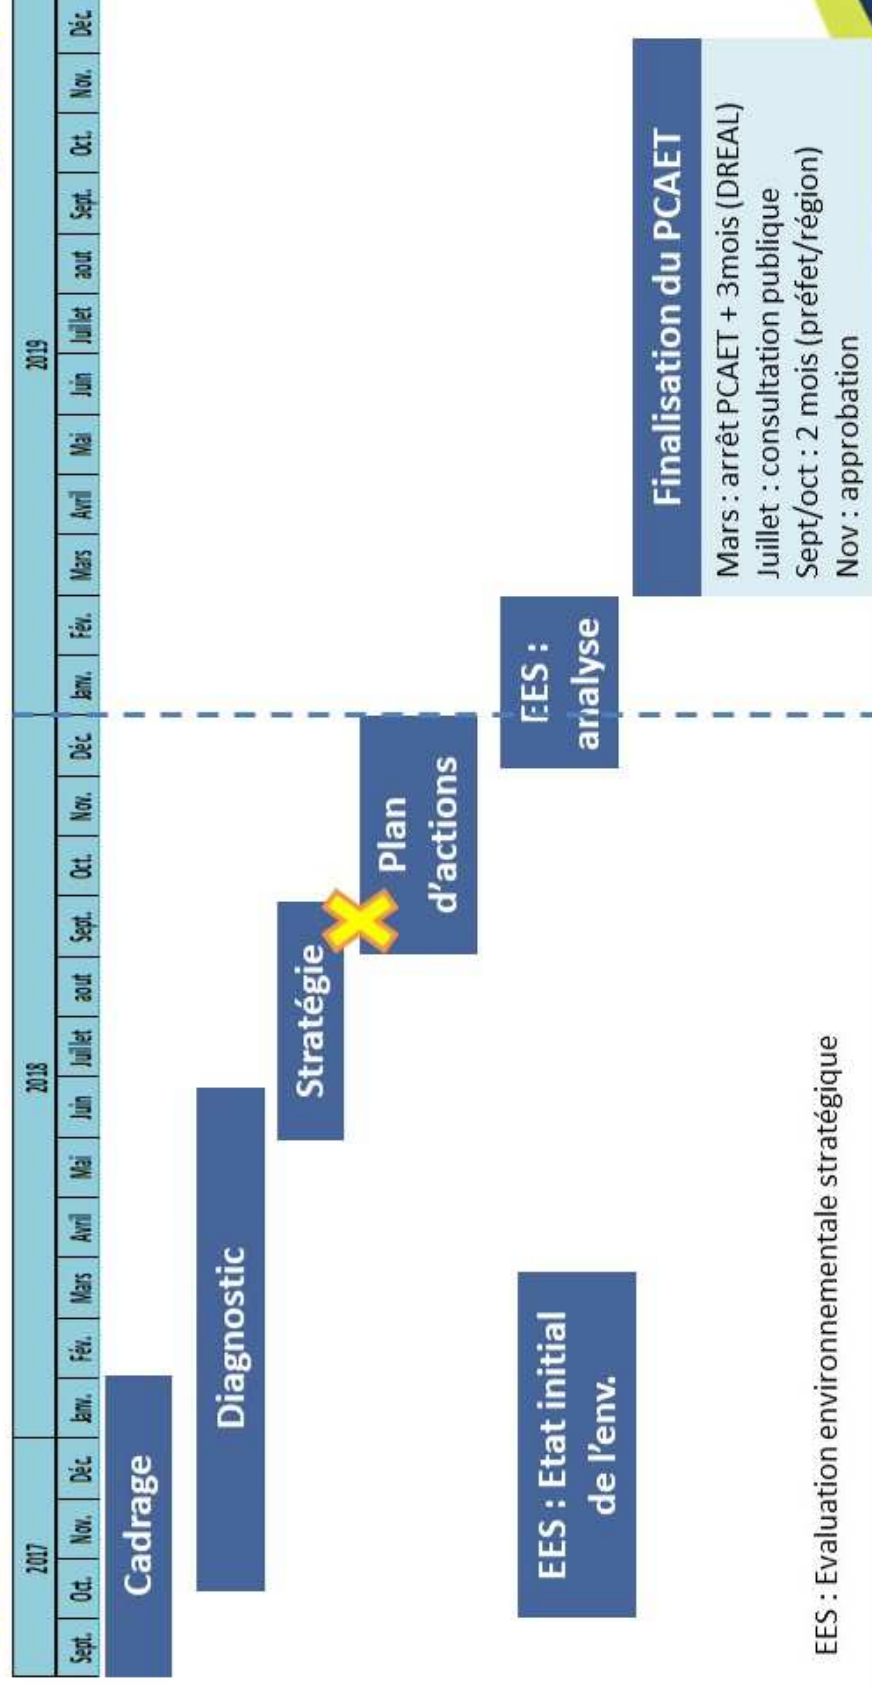 2017 2018 2019
Sept. Oct. Nov. Déc. Janv. Fév. Mars Avril Mai Juin Juillet aout Sept. Oct. Nov. Déc. Janv. Fév. Mars Avril Mai Juin Juillet aout Sept. Oct. Nov. Déc.
Cadrage
Diagnostic
Stratégie
Plan
d'actions
EES : Etat initial
de l'env.
EES :
analyse
Finalisation du PCAET
Mars : arrêt PCAET + 3mois (DREAL)
Juillet : consultation publique
Sept/oct : 2 mois (préfet/région)
Nov : approbation
EES : Evaluation environnementale stratégique